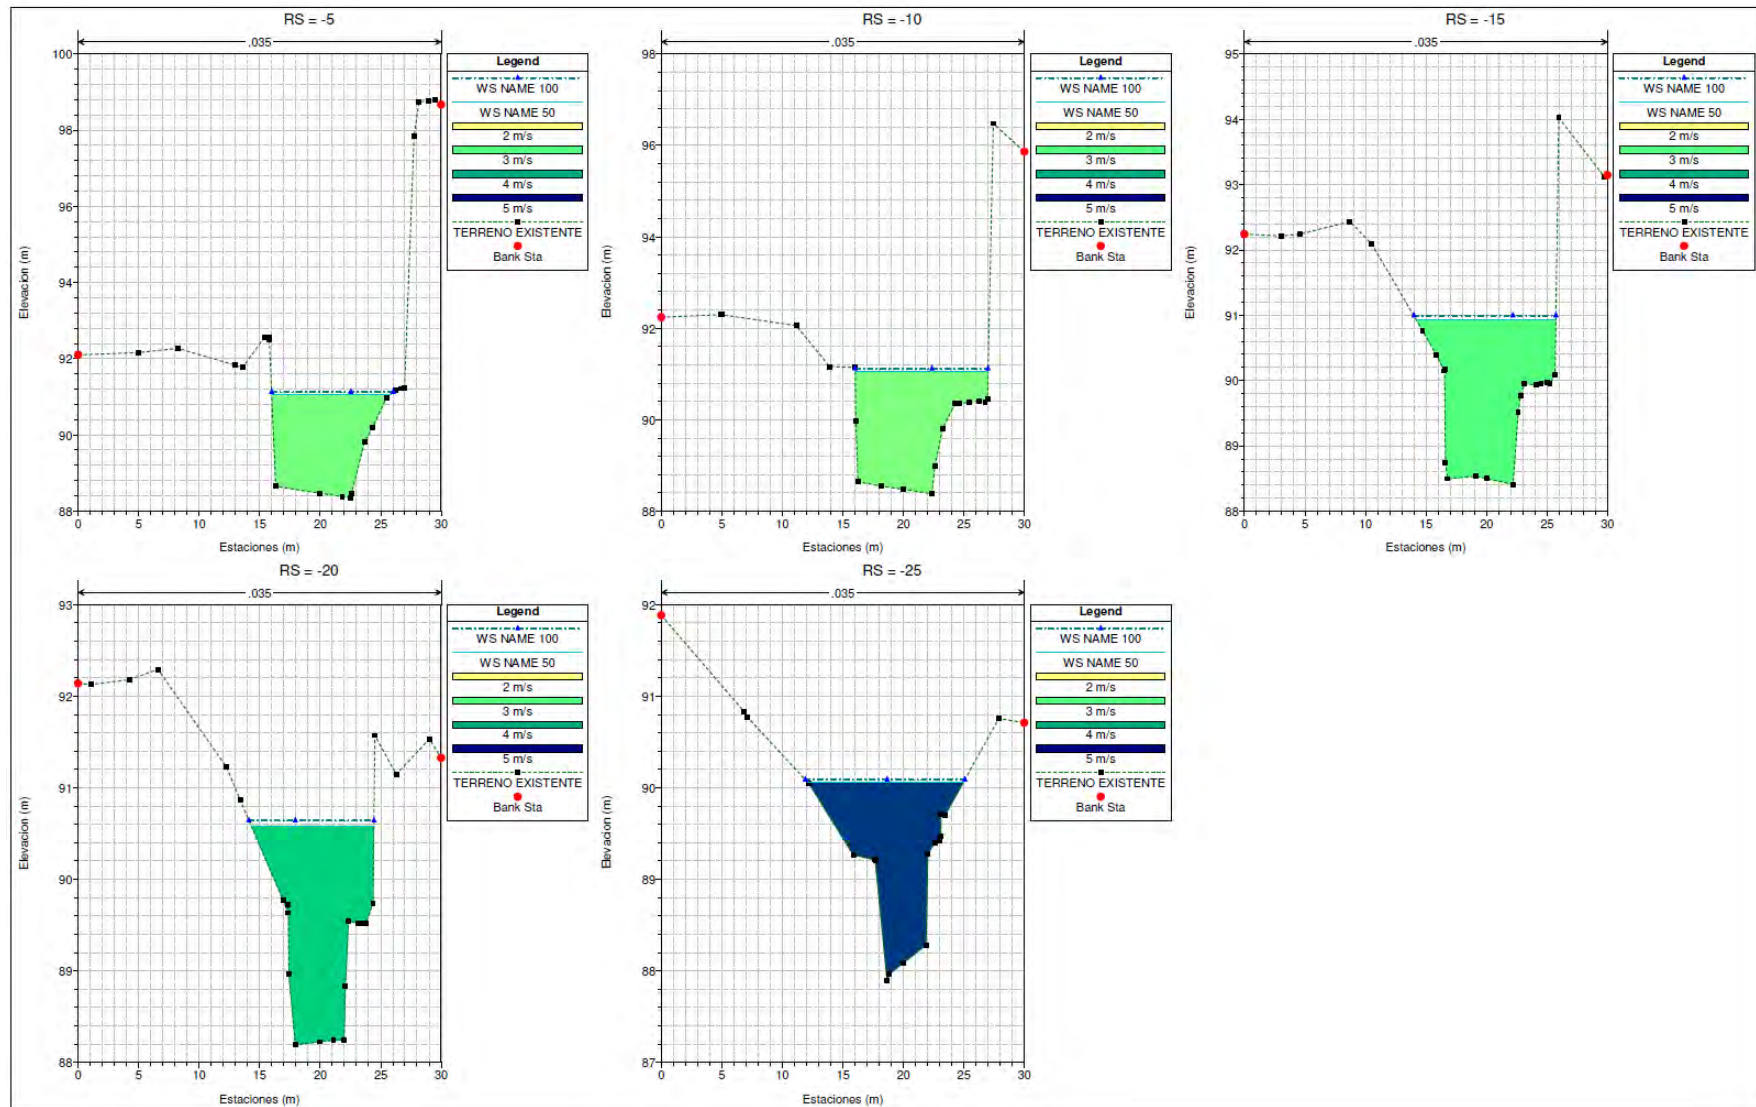 RS = -5
.035
100
98
96
94
92
90
88
0
5
10
15
20
25
30
Elevacion (m)
Estaciones (m)
Legend
WS NAME 100
WS NAME 50
2 m/s
3 m/s
4 m/s
5 m/s
TERRENO EXISTENTE
Bank Sta
RS = -10
.035
98
96
94
92
90
88
0
5
10
15
20
25
30
Elevacion (m)
Estaciones (m)
Legend
WS NAME 100
WS NAME 50
2 m/s
3 m/s
4 m/s
5 m/s
TERRENO EXISTENTE
Bank Sta
RS = -15
.035
95
94
93
92
91
90
89
88
0
5
10
15
20
25
30
Elevacion (m)
Estaciones (m)
Legend
WS NAME 100
WS NAME 50
2 m/s
3 m/s
4 m/s
5 m/s
TERRENO EXISTENTE
Bank Sta
RS = -20
.035
93
92
91
90
89
88
0
5
10
15
20
25
30
Elevacion (m)
Estaciones (m)
Legend
WS NAME 100
WS NAME 50
2 m/s
3 m/s
4 m/s
5 m/s
TERRENO EXISTENTE
Bank Sta
RS = -25
.035
92
91
90
89
88
87
0
5
10
15
20
25
30
Elevacion (m)
Estaciones (m)
Legend
WS NAME 100
WS NAME 50
2 m/s
3 m/s
4 m/s
5 m/s
TERRENO EXISTENTE
Bank Sta